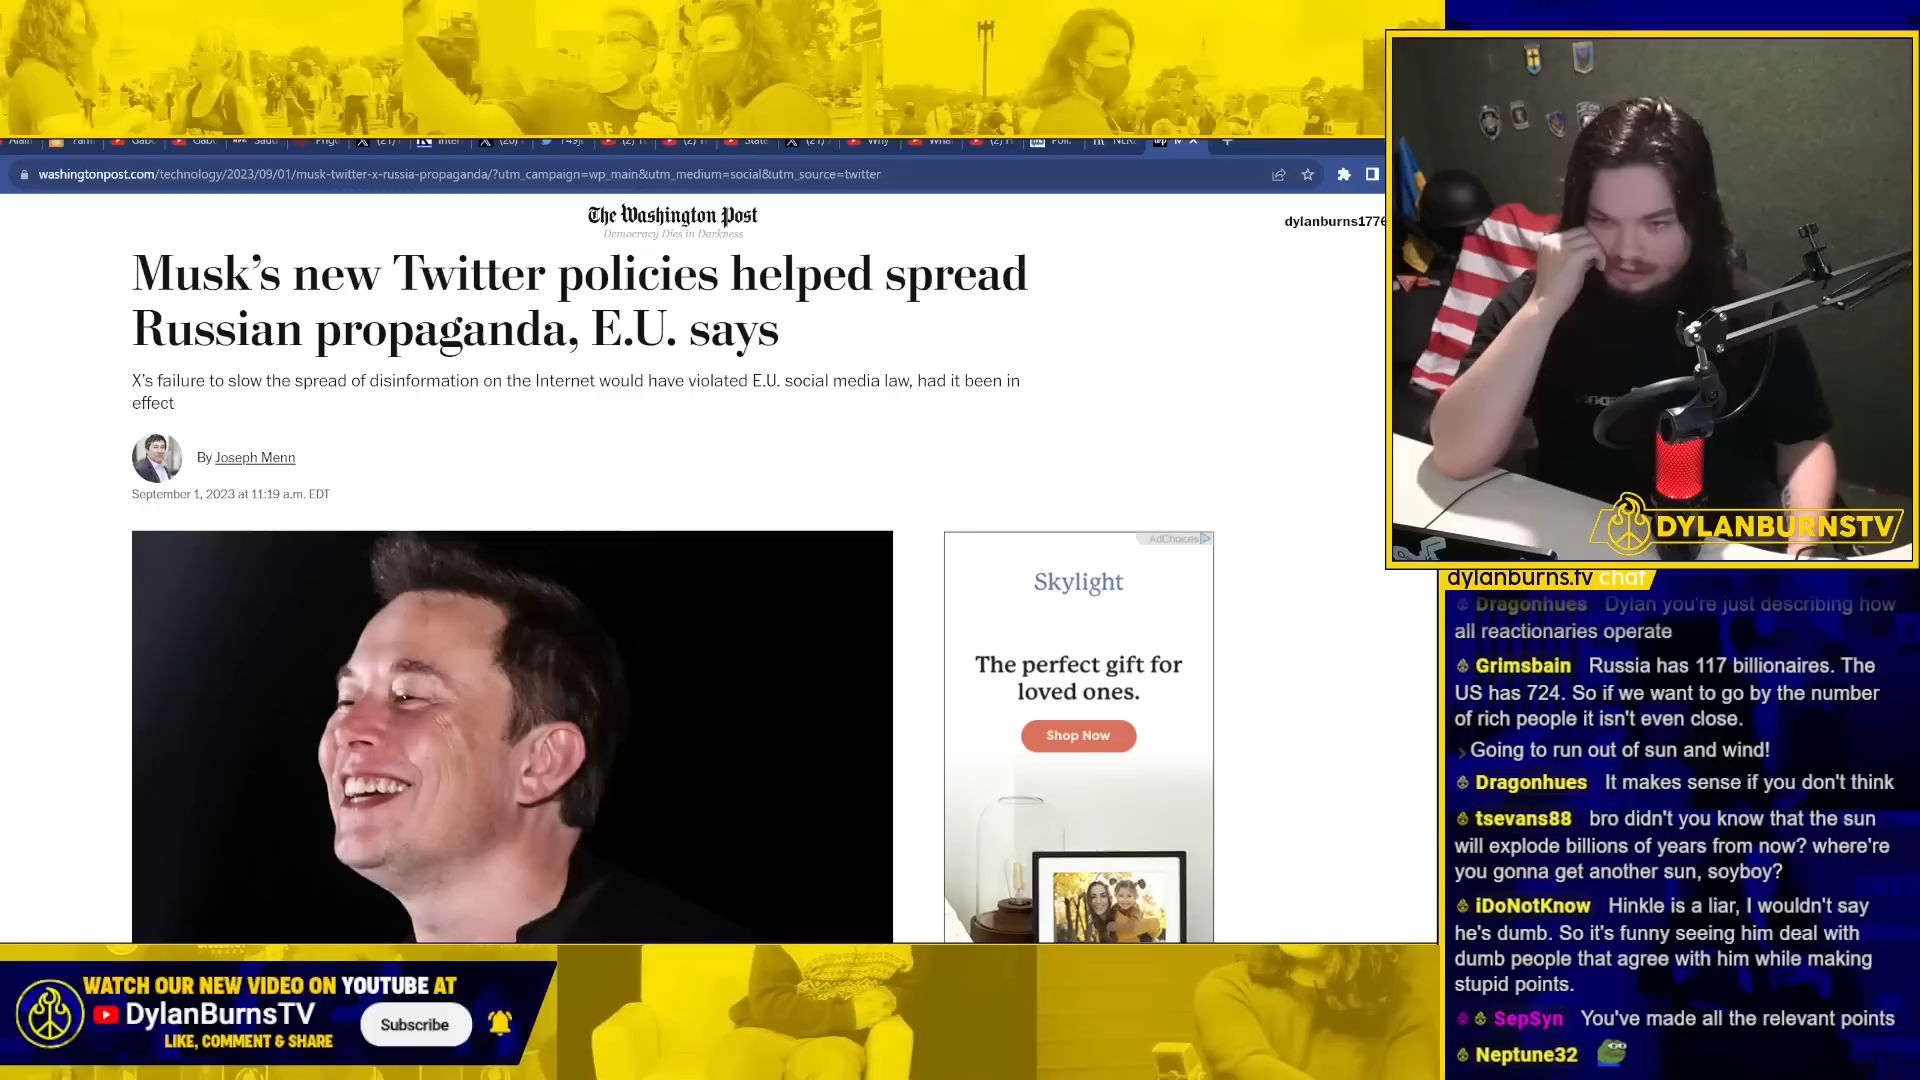 washingtonpost.com/technology/2023/09/01/musk-twitter-x-russia-propaganda/?utm_campaign=wp_main&utm_medium=social&utm_source=twitter
The Washington Post
Democracy Dies in Darkness
dylanburns1776
Musk's new Twitter policies helped spread
Russian propaganda, E.U. says
X's failure to slow the spread of disinformation on the Internet would have violated E.U. social media law, had it been in
effect
By Joseph Menn
September 1, 2023 at 11:19 a.m. EDT
AdChoices
Skylight
The perfect gift for
loved ones.
Shop Now
DYLANBURNSTV
dylanburns.tv chat
Dragonhues Dylan you're just describing how
all reactionaries operate
Grimsbain Russia has 117 billionaires. The
US has 724. So if we want to go by the number
of rich people it isn't even close.
Going to run out of sun and wind!
Dragonhues It makes sense if you don't think
tsevans88 bro didn't you know that the sun
will explode billions of years from now? where're
you gonna get another sun, soyboy?
iDoNotKnow Hinkle is a liar, I wouldn't say
he's dumb. So it's funny seeing him deal with
dumb people that agree with him while making
stupid points.
SepSyn You've made all the relevant points
Neptune32
WATCH OUR NEW VIDEO ON YOUTUBE AT
DylanBurnsTV
Subscribe
LIKE, COMMENT & SHARE